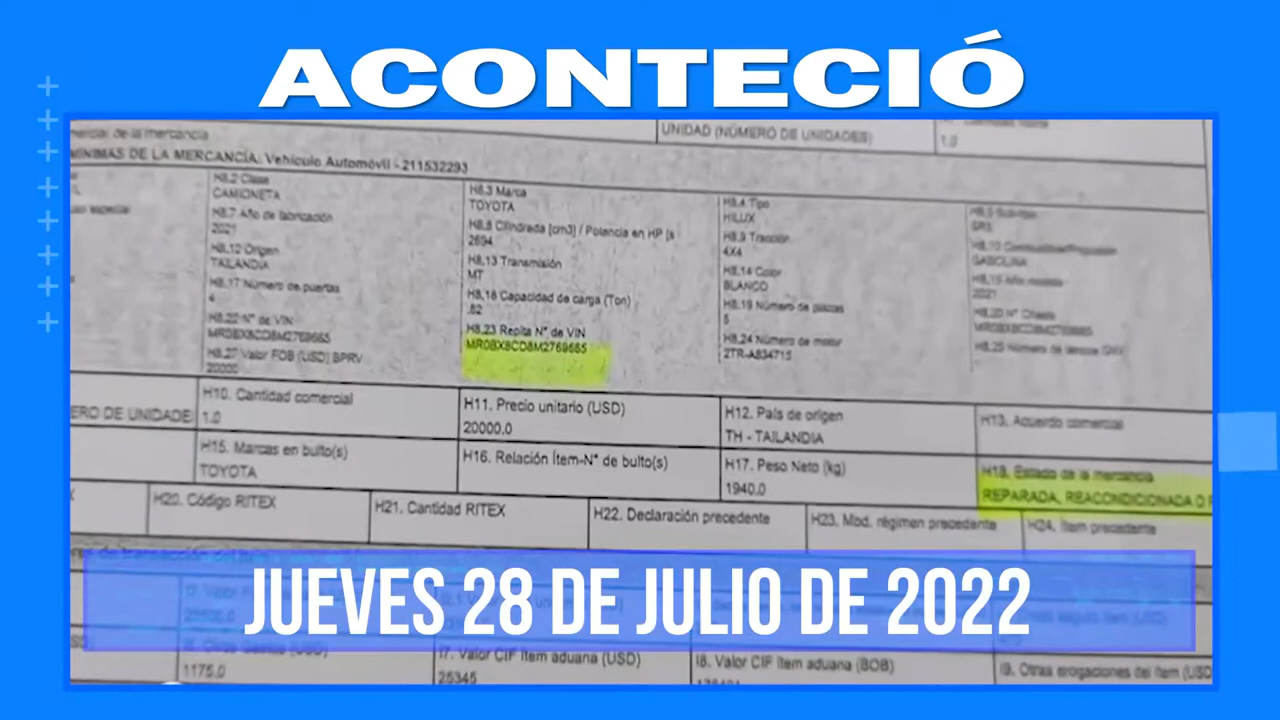 ACONTECIÓ
UNIDAD (NÚMERO DE UNIDADES)
1.0
MINIMAS DE LA MERCANCÍA: Vehículo Automóvil - 211532293
H8.2 Clase
CAMIONETA
H8.3 Marca
TOYOTA
H8.4 Tipo
HILUX
H8.7 Año de fabricación
2021
H8.8 Cilindrada [cm3] / Potencia en HP [s
2694
H8.9 Tracción
4X4
GASOLINA
H8.12 Origen
TAILANDIA
H8.13 Transmisión
MT
H8.14 Color
BLANCO
2021
H8.17 Número de puertas
4
H8.18 Capacidad de carga (Ton)
.82
H8.19 Número de plazas
5
H8.22 N° de VIN
MR0BX8CD8M2769665
H8.23 Repita N° de VIN
MR0BX8CD8M2769665
H8.24 Número de motor
2TR-A834715
H8.27 Valor FOB (USD) BPRV
20000
H10. Cantidad comercial
1.0
H11. Precio unitario (USD)
20000.0
H12. País de origen
TH - TAILANDIA
H13. Acuerdo comercial
ERO DE UNIDADE
H15. Marcas en bulto(s)
TOYOTA
H16. Relación Ítem-N° de bulto(s)
H17. Peso Neto (kg)
1940.0
H18. Estado de la mercancía
REPARADA, REACONDICIONADA O
H20. Código RITEX
H21. Cantidad RITEX
H22. Declaración precedente
H23. Mod. régimen precedente
H24. Ítem precedente
JUEVES 28 DE JULIO DE 2022
1175.0
I7. Valor CIF ítem aduana (USD)
25345
I8. Valor CIF ítem aduana (BOB)
I9. Otras erogaciones del ítem (USD